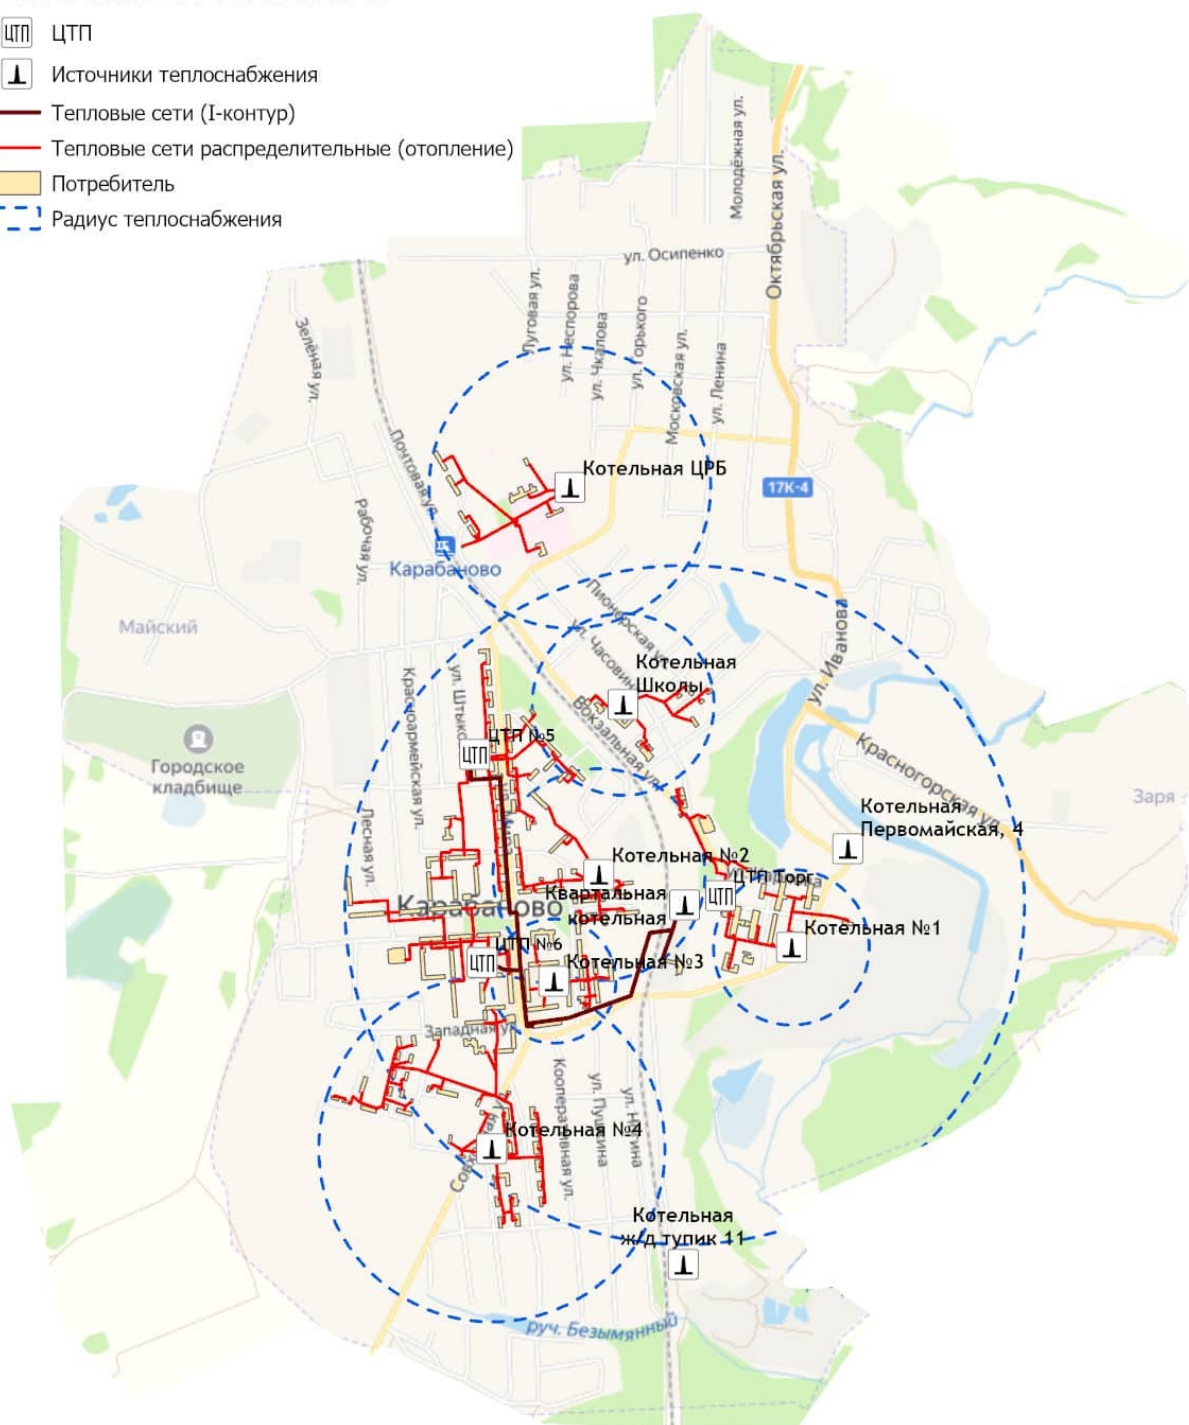 ЦТП ЦТП
Источники теплоснабжения
Тепловые сети (I-контур)
Тепловые сети распределительные (отопление)
Потребитель
Радиус теплоснабжения
Молодёжная ул.
Октябрьская ул.
ул. Осипенко
Луговая ул.
ул. Неспорова
ул. Чкалова
ул. Горького
Московская ул.
ул. Ленина
Зелёная ул.
Почтовая ул.
Рабочая ул.
Котельная ЦРБ
17К-4
Карабаново
Майский
Пионерская ул.
ул. Часовни
ул. Иванова
Котельная
Школы
Вокзальная ул.
Красноармейская ул.
ул. Штыко
ЦТП №5
ЦТП
Городское
кладбище
Красногорская ул.
Заря
Котельная
Первомайская, 4
Лесная ул.
ул. Мира
Котельная №2
Квартальная
котельная
ЦТП Торг
ЦТП
Карабаново
Котельная №1
ЦТП №6
ЦТП
Котельная №3
Западная у
Кооперативная ул.
ул. Пушкина
Котельная №4
Котельная
ж/д тупик 11
руч. Безымянный